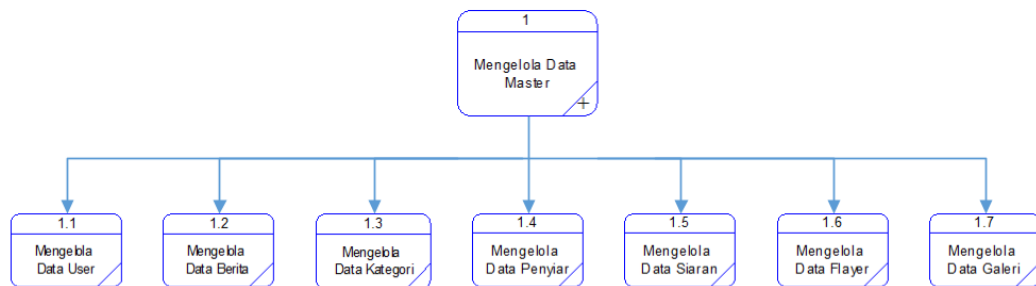 1
Mengelola Data
Master
+
1.1
Mengelola
Data User
1.2
Mengelola
Data Berita
1.3
Mengelola
Data Kategori
1.4
Mengelola
Data Penyiar
1.5
Mengelola
Data Siaran
1.6
Mengelola
Data Flayer
1.7
Mengelola
Data Galeri